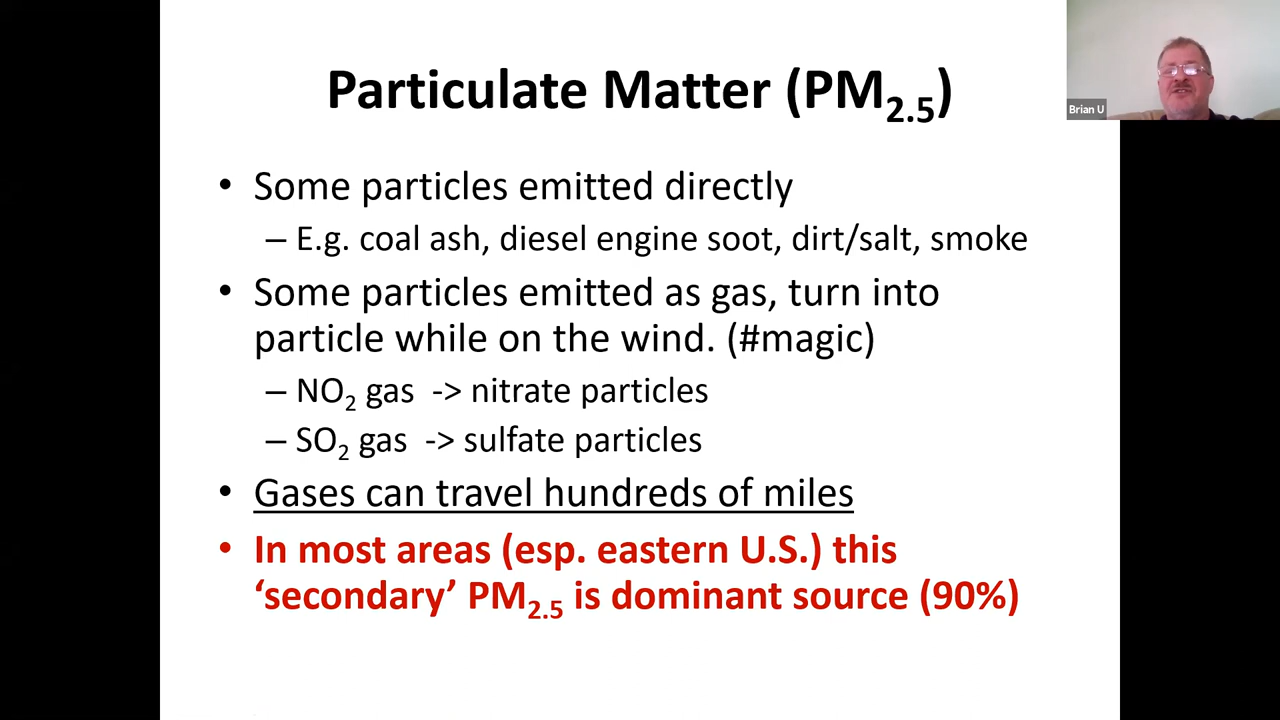 Particulate Matter (PM2.5)
Brian U
• Some particles emitted directly
– E.g. coal ash, diesel engine soot, dirt/salt, smoke
• Some particles emitted as gas, turn into
particle while on the wind. (#magic)
– NO2 gas -> nitrate particles
– SO2 gas -> sulfate particles
• Gases can travel hundreds of miles
• In most areas (esp. eastern U.S.) this
‘secondary’ PM2.5 is dominant source (90%)